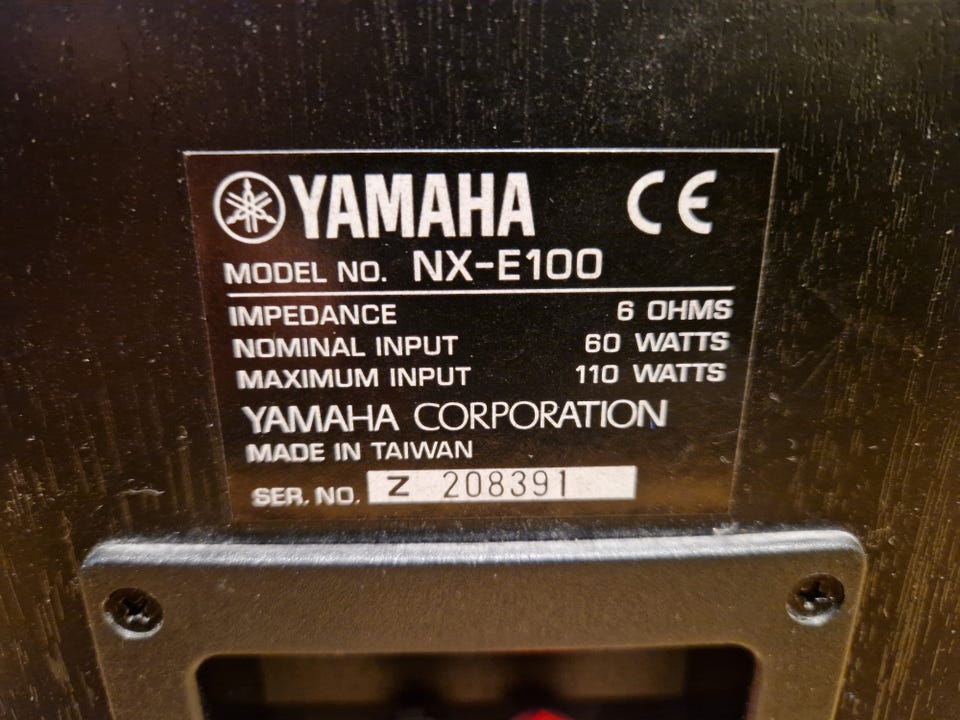 YAMAHA CE
MODEL NO. NX-E100
IMPEDANCE 6 OHMS
NOMINAL INPUT 60 WATTS
MAXIMUM INPUT 110 WATTS
YAMAHA CORPORATION
MADE IN TAIWAN
SER. NO. Z 208391